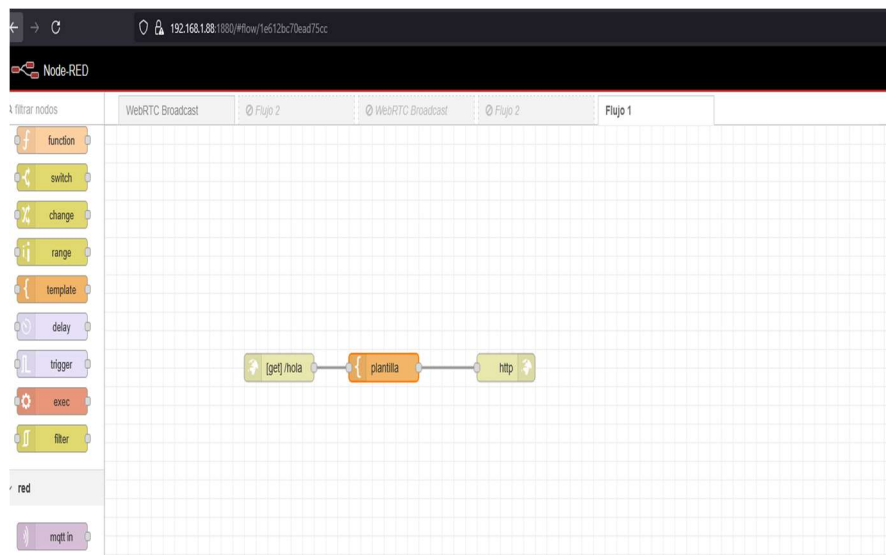 192.168.1.88:1880/#flow/1e612bc70ead75cc
Node-RED
filtrar nodos
WebRTC Broadcast
Flujo 2
WebRTC Broadcast
Flujo 2
Flujo 1
function
switch
change
range
template
delay
trigger
exec
filter
red
mqtt in
[get] /hola
plantilla
http